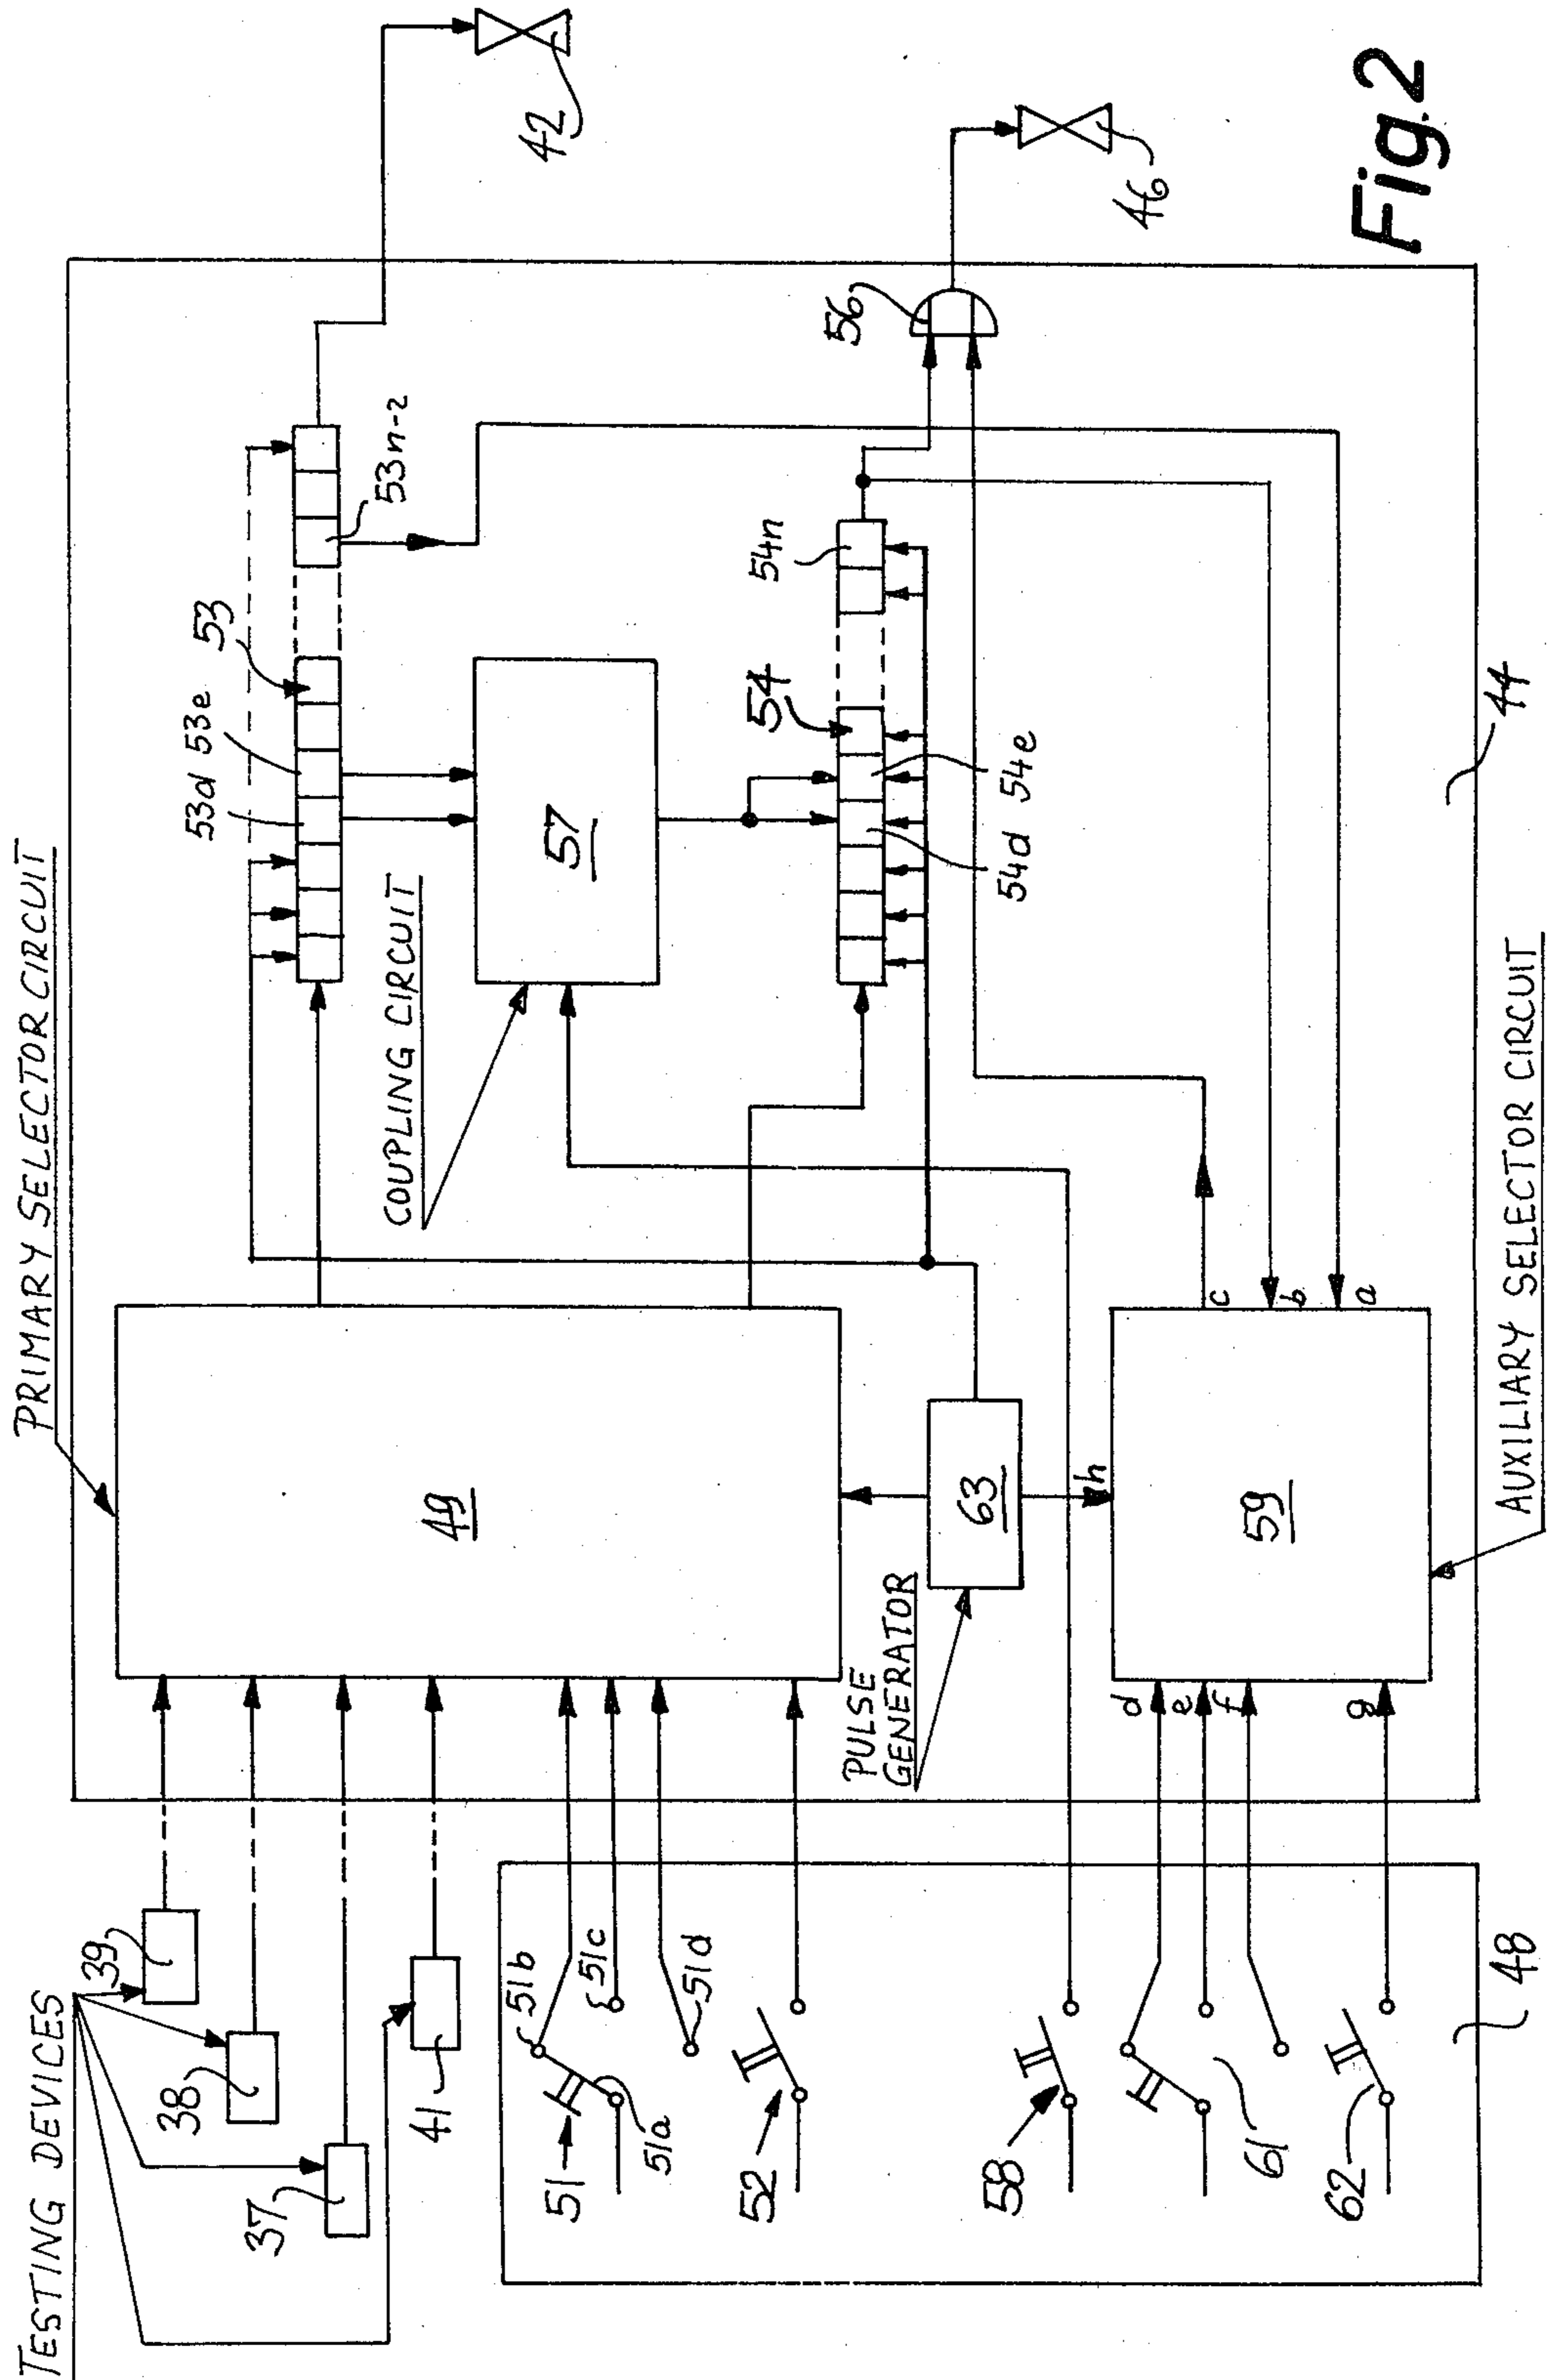 TESTING DEVICES
39
38
37
41
51
51a
51b
51c
51d
52
58
61
62
48
PRIMARY SELECTOR CIRCUIT
49
PULSE
GENERATOR
63
d
e
f
g
h
59
c
b
a
AUXILIARY SELECTOR CIRCUIT
COUPLING CIRCUIT
57
53d
53e
53
53n-2
54
54d
54e
54n
56
44
42
46
Fig.2